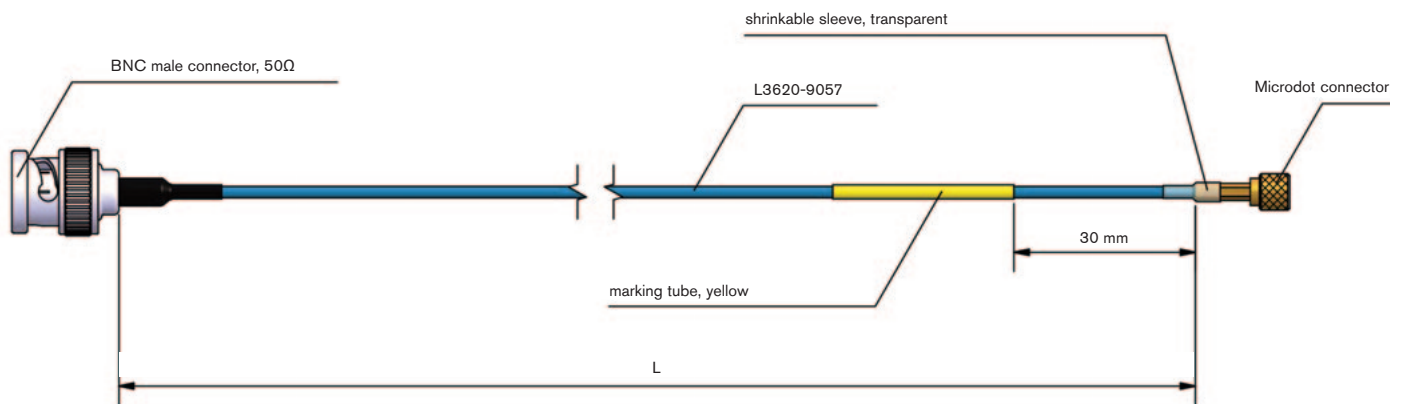 shrinkable sleeve, transparent
BNC male connector, 50Ω
L3620-9057
Microdot connector
30 mm
marking tube, yellow
L